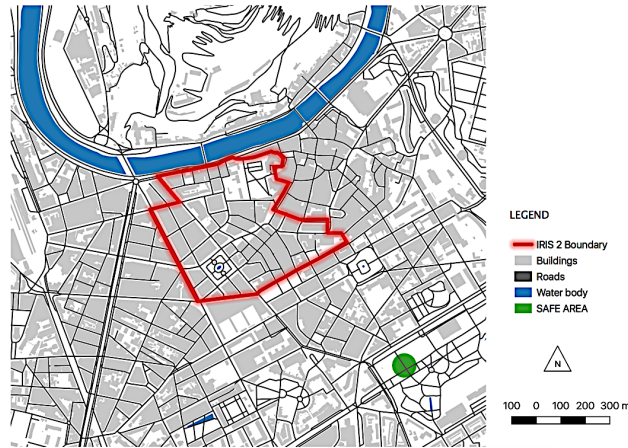 LEGEND
IRIS 2 Boundary
Buildings
Roads
Water body
SAFE AREA
N
100 0 100 200 300 m